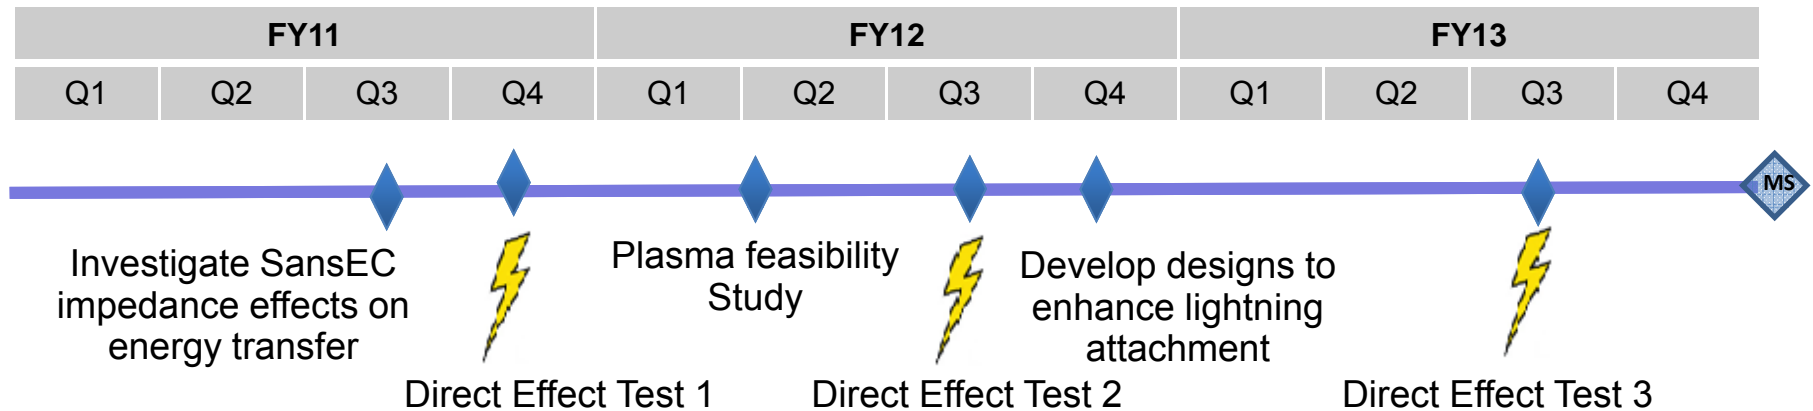 FY11 FY12 FY13
Q1 Q2 Q3 Q4 Q1 Q2 Q3 Q4 Q1 Q2 Q3 Q4
MS
Investigate SansEC
impedance effects on
energy transfer
Direct Effect Test 1
Plasma feasibility
Study
Direct Effect Test 2
Develop designs to
enhance lightning
attachment
Direct Effect Test 3